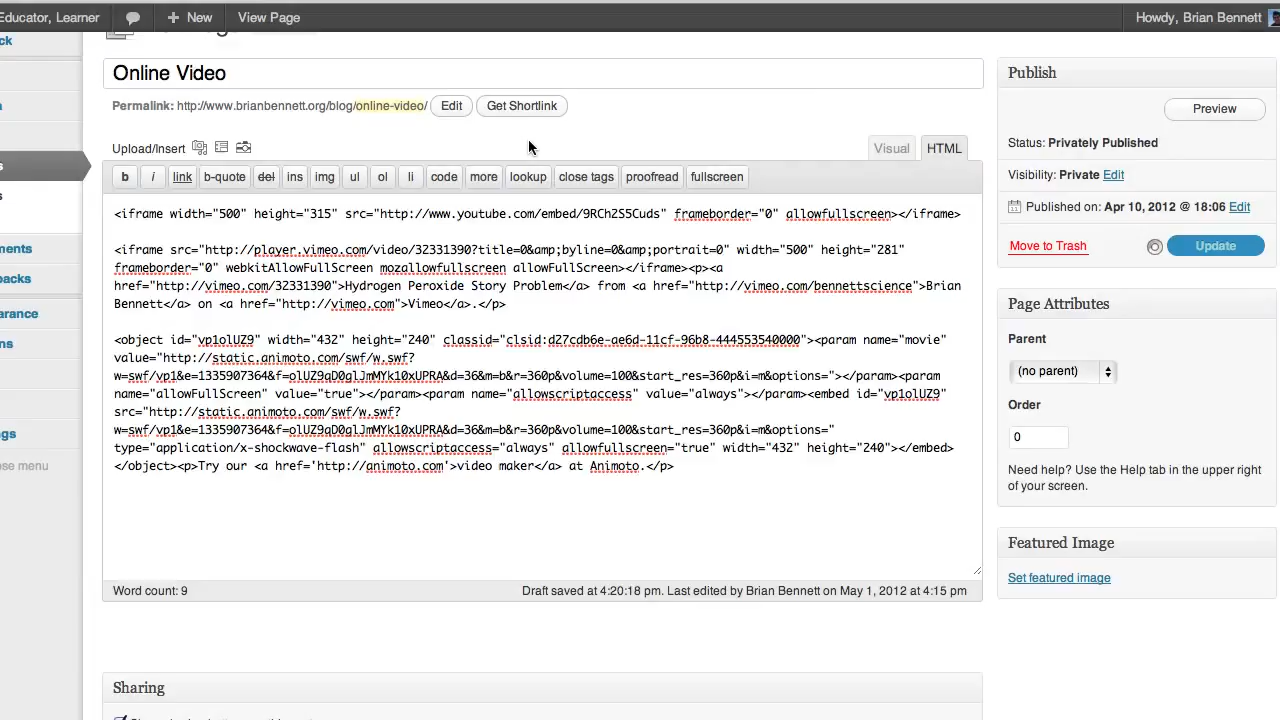 Educator, Learner New View Page Howdy, Brian Bennett
ck
Online Video
Permalink: http://www.brianbennett.org/blog/online-video/ Edit Get Shortlink
Upload/Insert Visual HTML
b i link b-quote del ins img ul ol li code more lookup close tags proofread fullscreen
<iframe width="500" height="315" src="http://www.youtube.com/embed/9RCh2S5Cuds" frameborder="0" allowfullscreen></iframe>
<iframe src="http://player.vimeo.com/video/32331390?title=0&amp;byline=0&amp;portrait=0" width="500" height="281"
frameborder="0" webkitAllowFullScreen mozallowfullscreen allowFullScreen></iframe><p><a
href="http://vimeo.com/32331390">Hydrogen Peroxide Story Problem</a> from <a href="http://vimeo.com/bennettscience">Brian
Bennett</a> on <a href="http://vimeo.com">Vimeo</a>.</p>
<object id="vp1olUZ9" width="432" height="240" classid="clsid:d27cdb6e-ae6d-11cf-96b8-444553540000"><param name="movie"
value="http://static.animoto.com/swf/w.swf?
w=swf/vp1&e=1335907364&f=olUZ9qD0glJmMYk10xUPRA&d=36&m=b&r=360p&volume=100&start_res=360p&i=m&options="></param><param
name="allowFullScreen" value="true"></param><param name="allowscriptaccess" value="always"></param><embed id="vp1olUZ9"
src="http://static.animoto.com/swf/w.swf?
w=swf/vp1&e=1335907364&f=olUZ9qD0glJmMYk10xUPRA&d=36&m=b&r=360p&volume=100&start_res=360p&i=m&options="
type="application/x-shockwave-flash" allowscriptaccess="always" allowfullscreen="true" width="432" height="240"></embed>
</object><p>Try our <a href='http://animoto.com'>video maker</a> at Animoto.</p>
Word count: 9 Draft saved at 4:20:18 pm. Last edited by Brian Bennett on May 1, 2012 at 4:15 pm
Sharing
s
s
ments
packs
arance
ns
gs
ose menu
Publish
Preview
Status: Privately Published
Visibility: Private Edit
Published on: Apr 10, 2012 @ 18:06 Edit
Move to Trash Update
Page Attributes
Parent
(no parent)
Order
0
Need help? Use the Help tab in the upper right
of your screen.
Featured Image
Set featured image